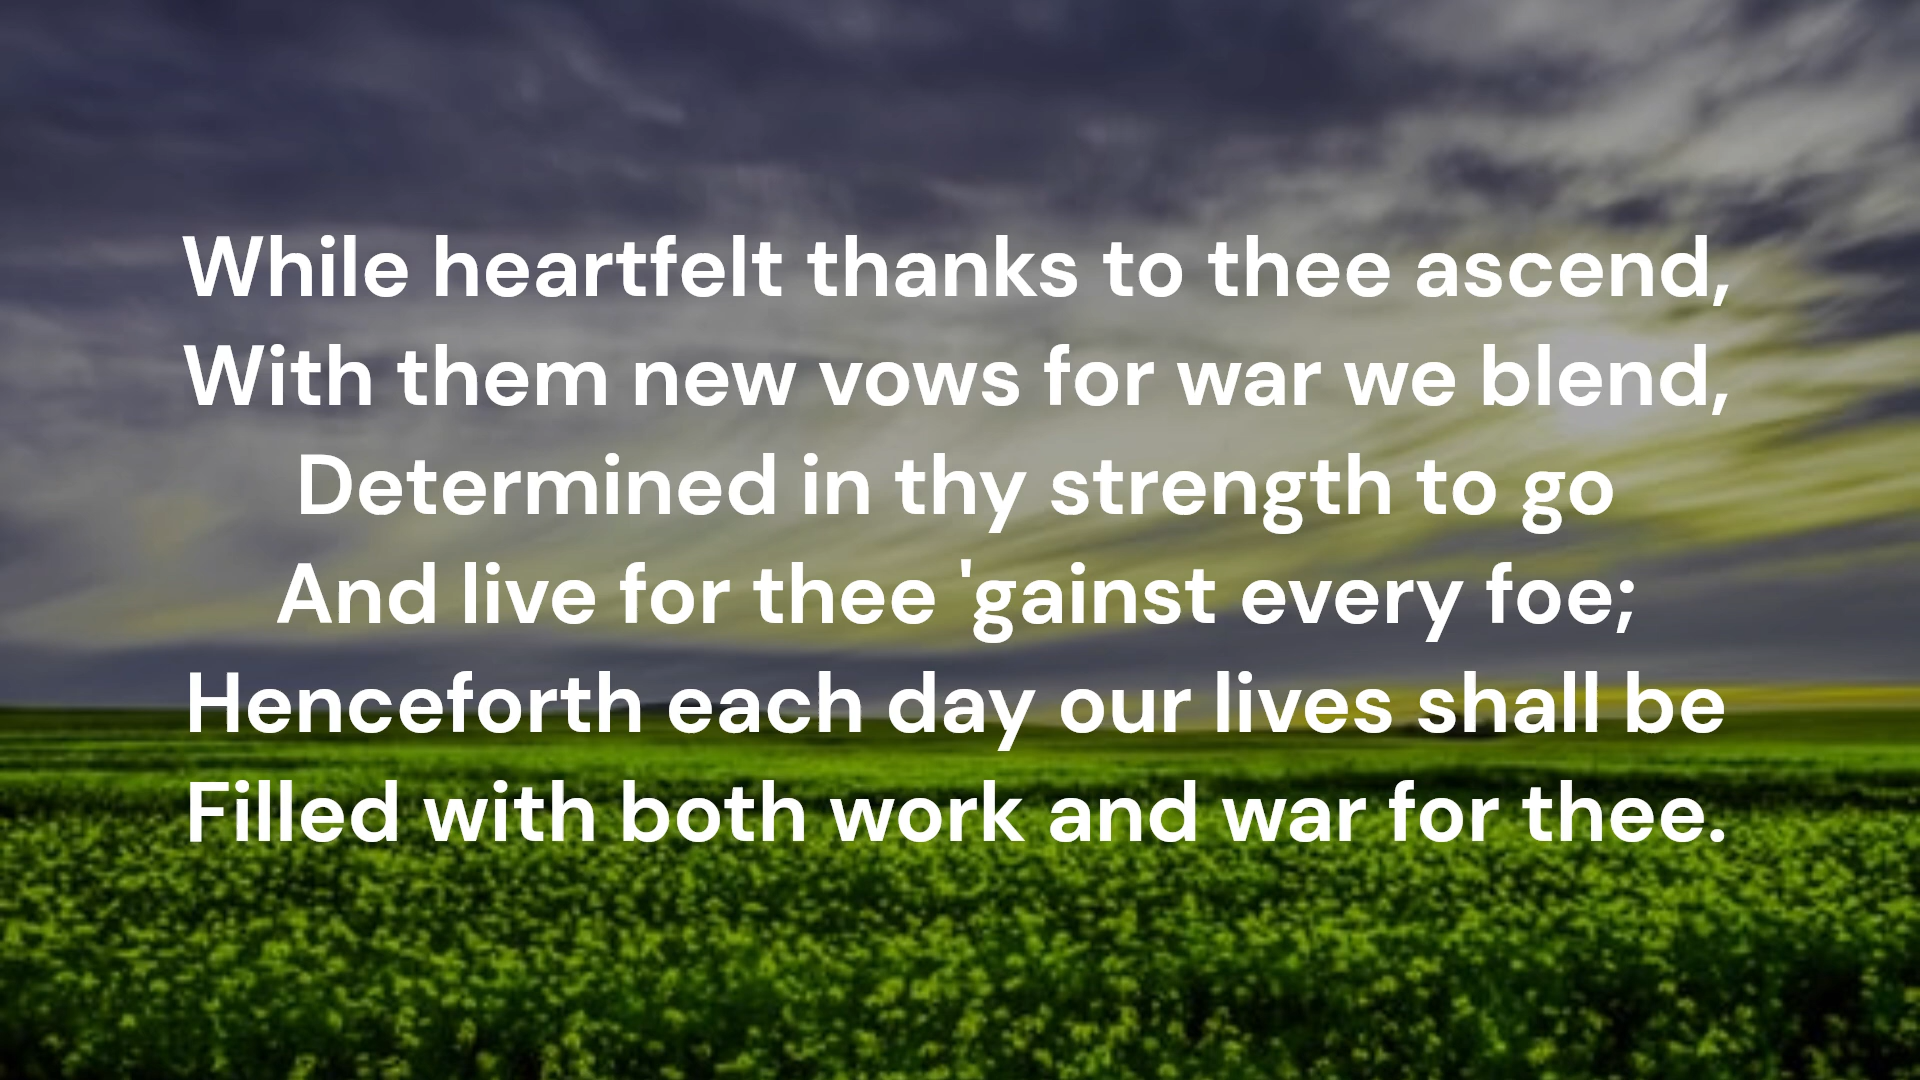 While heartfelt thanks to thee ascend,
With them new vows for war we blend,
Determined in thy strength to go
And live for thee 'gainst every foe;
Henceforth each day our lives shall be
Filled with both work and war for thee.